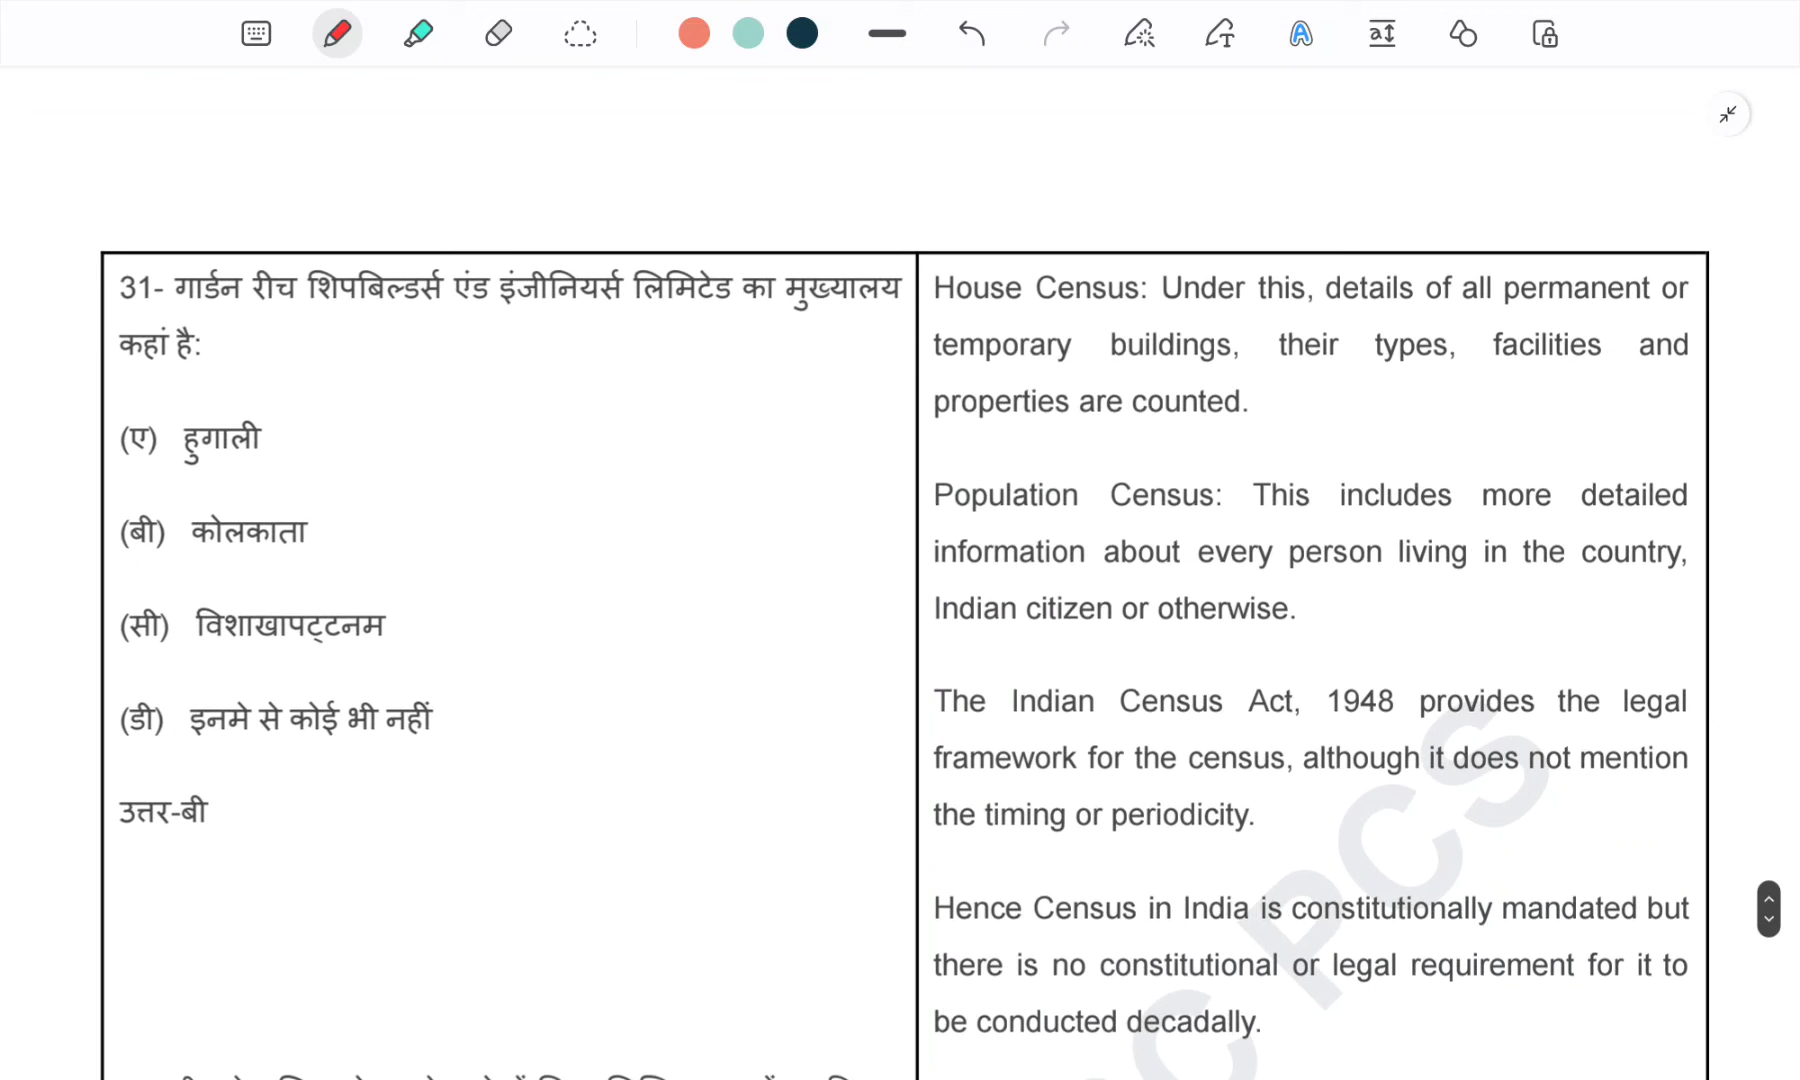 31- गार्डन रीच शिपबिल्डर्स एंड इंजीनियर्स लिमिटेड का मुख्यालय
कहां है:
(ए) हुगाली
(बी) कोलकाता
(सी) विशाखापट्टनम
(डी) इनमे से कोई भी नहीं
उत्तर-बी
House Census: Under this, details of all permanent or
temporary buildings, their types, facilities and
properties are counted.
Population Census: This includes more detailed
information about every person living in the country,
Indian citizen or otherwise.
The Indian Census Act, 1948 provides the legal
framework for the census, although it does not mention
the timing or periodicity.
Hence Census in India is constitutionally mandated but
there is no constitutional or legal requirement for it to
be conducted decadally.
C PCS